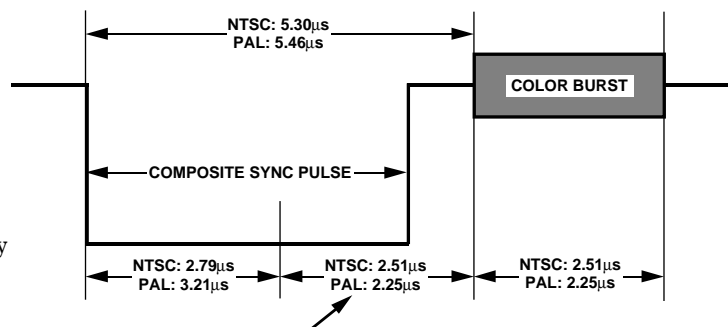 NTSC: 5.30μs
PAL: 5.46μs
COLOR BURST
COMPOSITE SYNC PULSE
y
NTSC: 2.79μs
PAL: 3.21μs
NTSC: 2.51μs
PAL: 2.25μs
NTSC: 2.51μs
PAL: 2.25μs